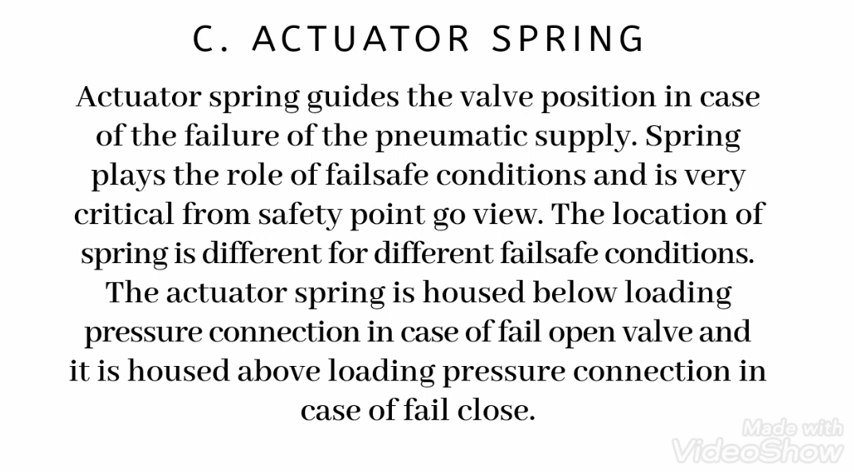 C. ACTUATOR SPRING
Actuator spring guides the valve position in case
of the failure of the pneumatic supply. Spring
plays the role of failsafe conditions and is very
critical from safety point go view. The location of
spring is different for different failsafe conditions.
The actuator spring is housed below loading
pressure connection in case of fail open valve and
it is housed above loading pressure connection in
case of fail close.
Made with
VideoShow